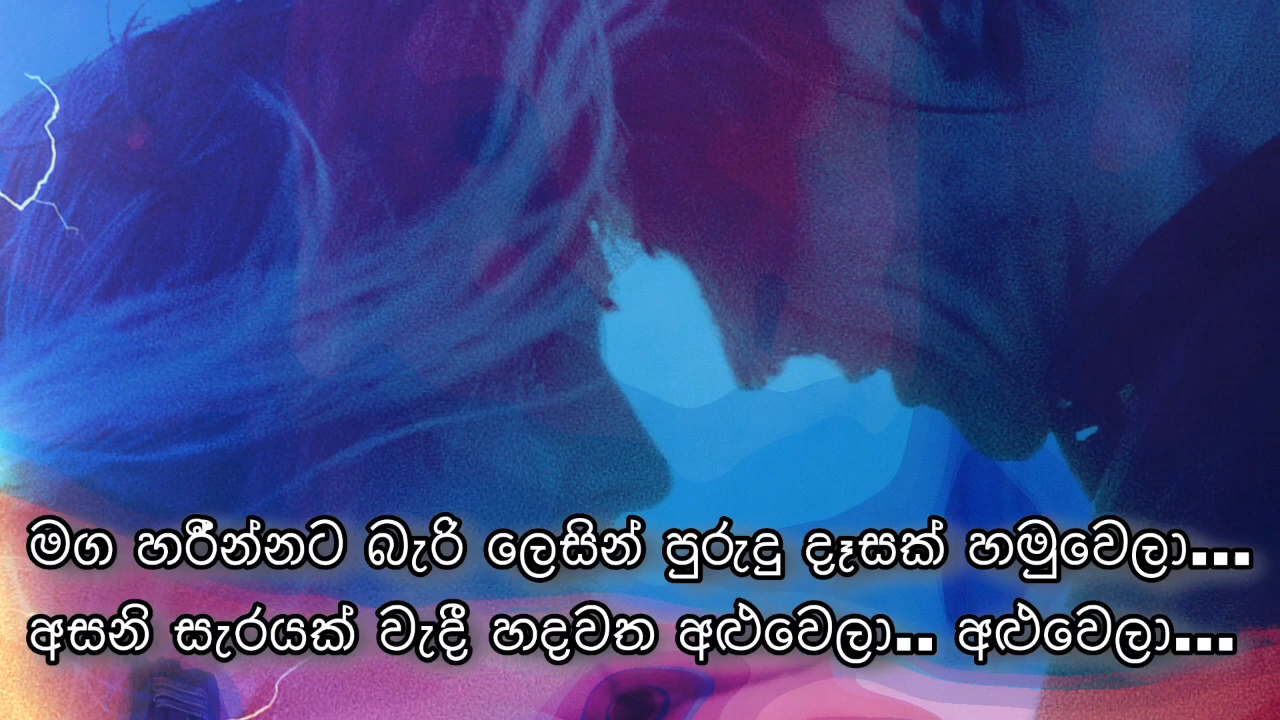 මග හරින්නට බැරි ලෙසින් පුරුදු දෑසක් හමුවෙලා...
අසනි සැරයක් වැදී හදවත අළුවෙලා.. අළුවෙලා...